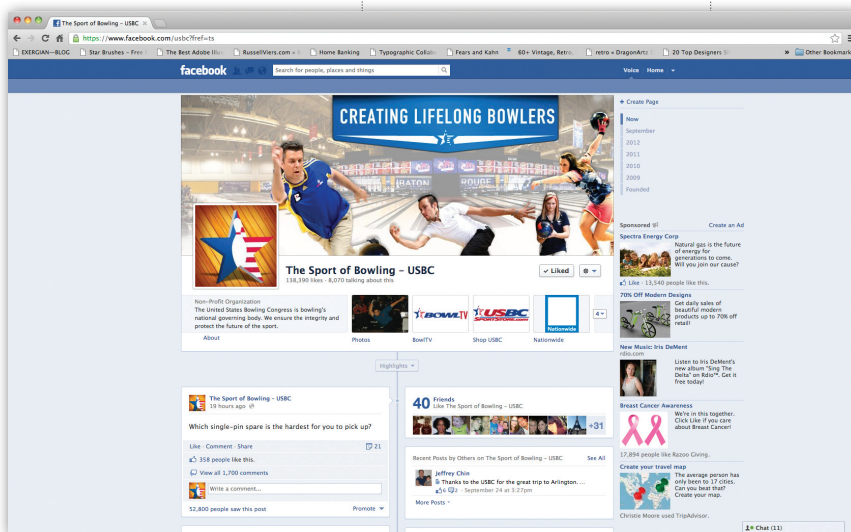 The Sport of Bowling – USBC
https://www.facebook.com/usbc?fref=ts
EXERGIAN—BLOG
Star Brushes – Free
The Best Adobe Illus
RussellViers.com »
Home Banking
Typographic Collabo
Fears and Kahn
60+ Vintage, Retro
retro « DragonArtz
20 Top Designers
» Other Bookmark
facebook
Search for people, places and things
Voice Home
CREATING LIFELONG BOWLERS
BATON ROUGE
The Sport of Bowling – USBC
138,390 likes · 8,070 talking about this
Liked
Non-Profit Organization
The United States Bowling Congress is bowling's
national governing body. We ensure the integrity and
protect the future of the sport.
About
Photos
BOWLTV
BowlTV
USBC
SPORTSTORE.COM
Shop USBC
Nationwide
Nationwide
4
Highlights
The Sport of Bowling – USBC
19 hours ago
Which single-pin spare is the hardest for you to pick up?
Like · Comment · Share
21
358 people like this.
View all 1,700 comments
Write a comment...
52,800 people saw this post
Promote
40 Friends
Like The Sport of Bowling – USBC
+31
Recent Posts by Others on The Sport of Bowling – USBC
See All
Jeffrey Chin
Thanks to the USBC for the great trip to Arlington. ...
6 2 · September 24 at 3:27pm
More Posts
+ Create Page
Now
September
2012
2011
2010
2009
Founded
Sponsored
Create an Ad
Spectra Energy Corp
Natural gas is the future
of energy for
generations to come.
Will you join our cause?
Like · 13,540 people like this.
70% Off Modern Designs
Get daily sales of
beautiful modern
products up to 70% off
retail!
New Music: Iris DeMent
rdio.com
Listen to Iris DeMent's
new album "Sing The
Delta" on Rdio™. Get it
free today!
Breast Cancer Awareness
We're in this together.
Click Like if you care
about Breast Cancer!
17,894 people like Razoo Giving.
Create your travel map
The average person has
only been to 17 cities.
Can you beat that?
Create your map.
Christie Moore used TripAdvisor.
Chat (11)